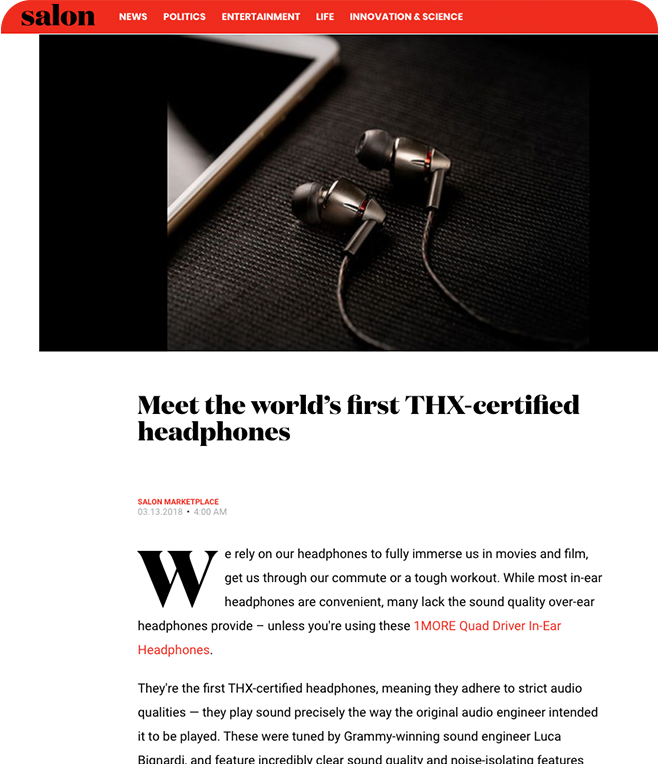 salon
NEWS POLITICS ENTERTAINMENT LIFE INNOVATION & SCIENCE
Meet the world’s first THX-certified
headphones
SALON MARKETPLACE
03.13.2018 • 4:00 AM
We rely on our headphones to fully immerse us in movies and film,
get us through our commute or a tough workout. While most in-ear
headphones are convenient, many lack the sound quality over-ear
headphones provide – unless you're using these 1MORE Quad Driver In-Ear
Headphones.
They're the first THX-certified headphones, meaning they adhere to strict audio
qualities — they play sound precisely the way the original audio engineer intended
it to be played. These were tuned by Grammy-winning sound engineer Luca
Bignardi, and feature incredibly clear sound quality and noise-isolating features